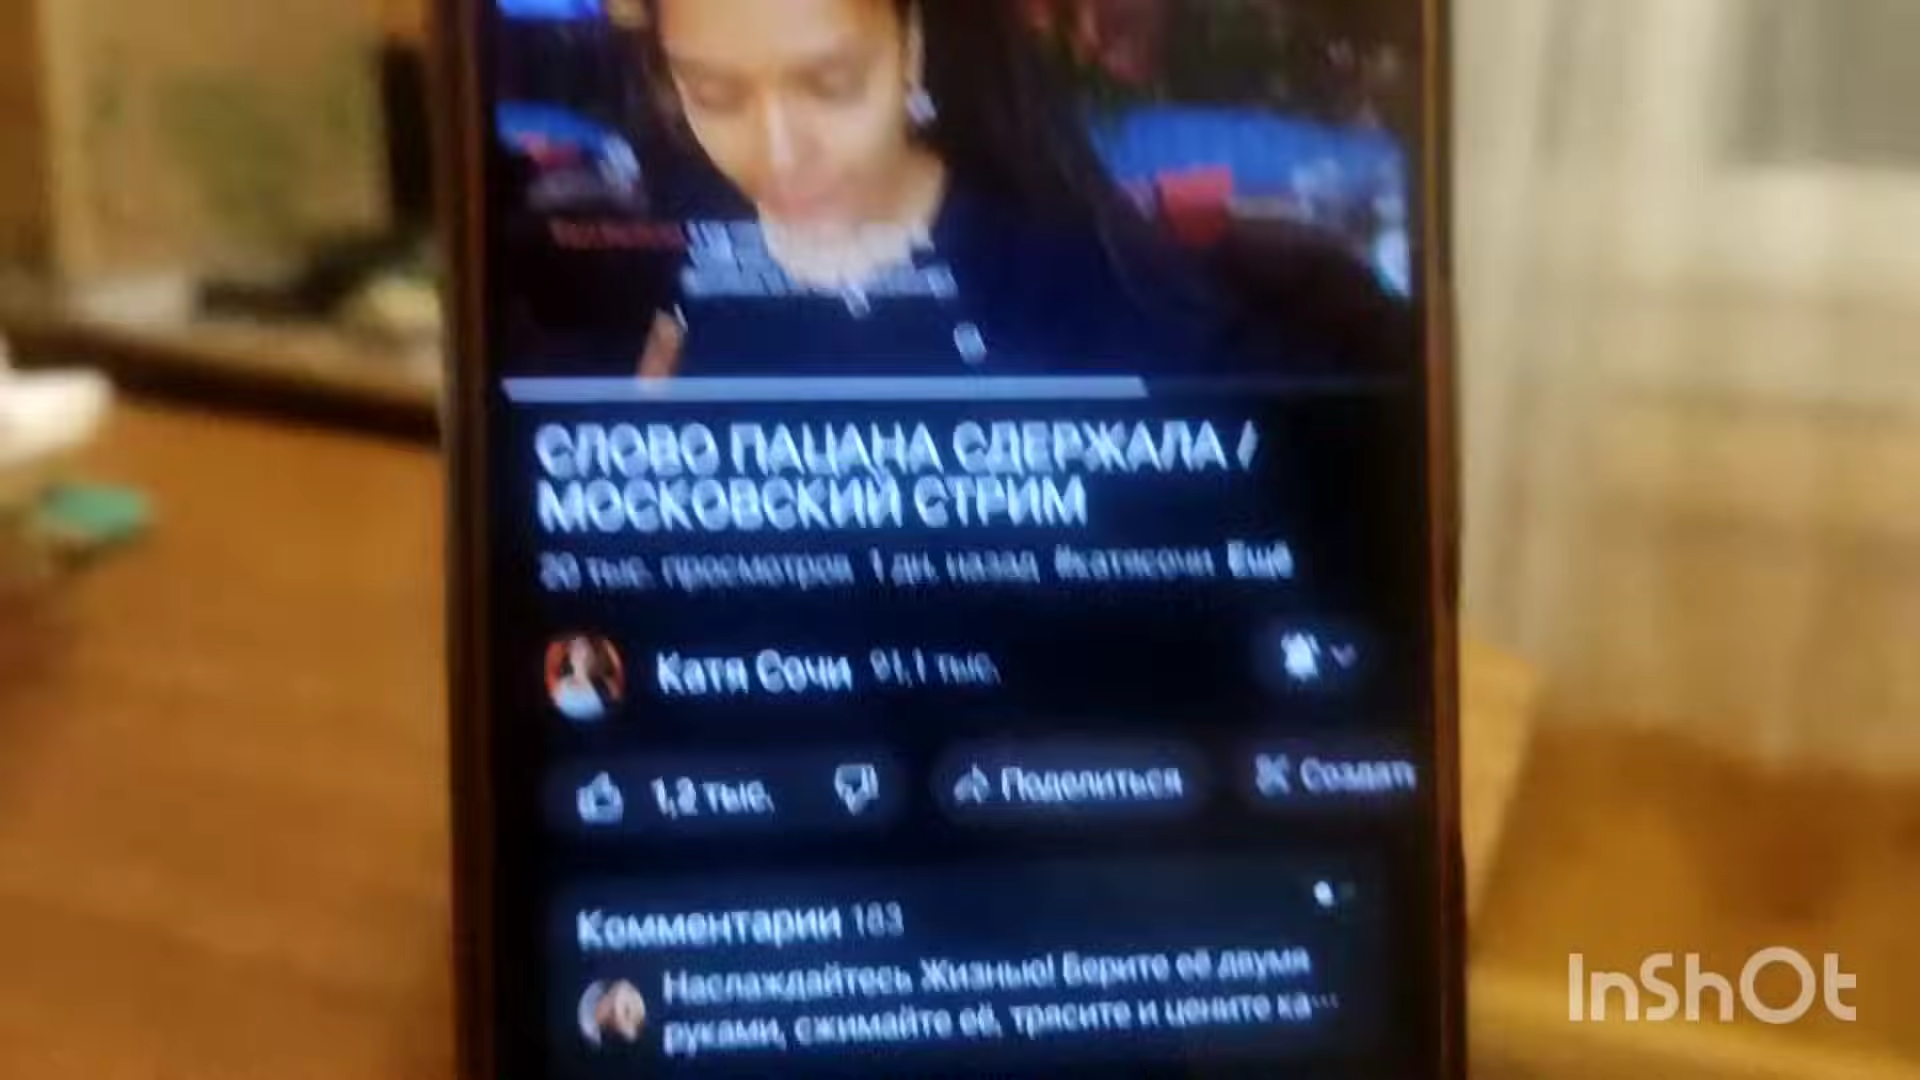 СЛОВО ПАЦАНА СДЕРЖАЛА /
МОСКОВСКИЙ СТРИМ
20 тыс. просмотров 1 дн. назад #катясочи Ещё
Катя Сочи 91,1 тыс.
1,2 тыс. Поделиться Создать
Комментарии 183
Наслаждайтесь Жизнью! Берите её двумя
руками, сжимайте её, трясите и цените ка...
InShOt